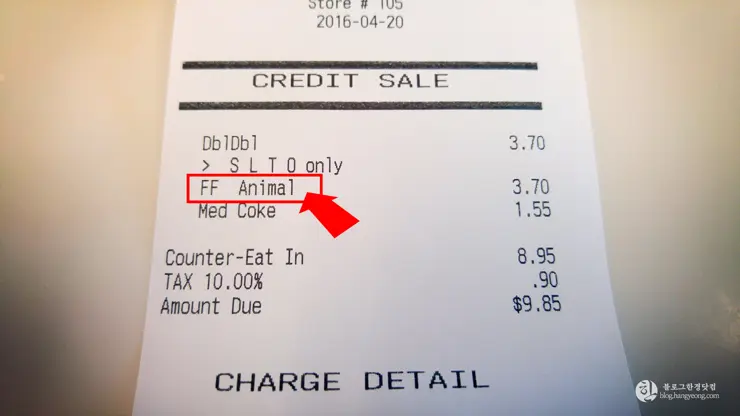 Store # 105
2016-04-20
CREDIT SALE
DblDbl 3.70
> S L T O only
FF Animal 3.70
Med Coke 1.55
Counter-Eat In 8.95
TAX 10.00% .90
Amount Due $9.85
CHARGE DETAIL
한 블로그한경닷컴
blog.hangyeong.com